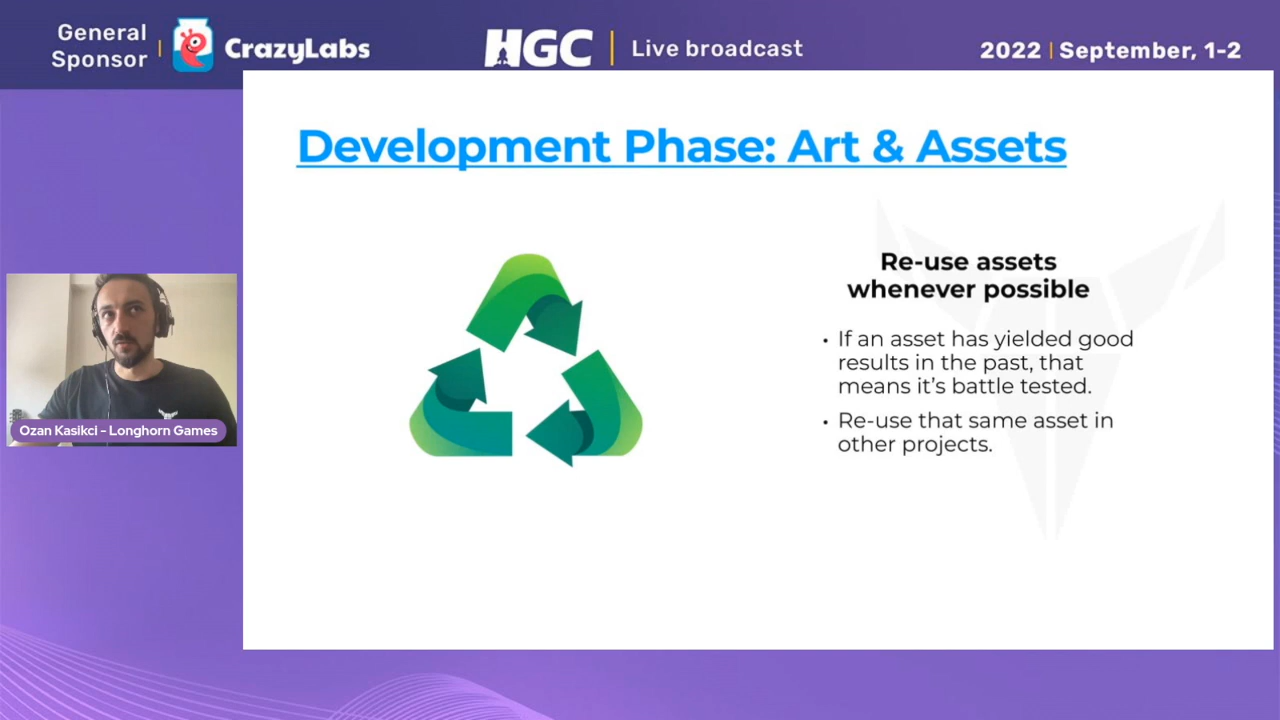 General
Sponsor
CrazyLabs
HGC
Live broadcast
2022 | September, 1-2
Development Phase: Art & Assets
Re-use assets
whenever possible
• If an asset has yielded good
results in the past, that
means it’s battle tested.
• Re-use that same asset in
other projects.
Ozan Kasikci – Longhorn Games